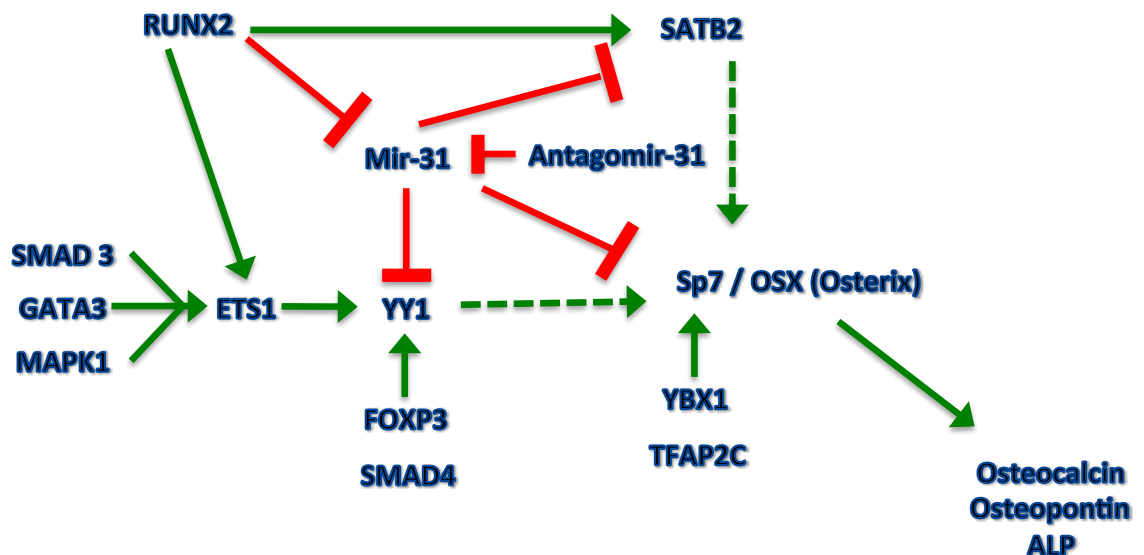 RUNX2
SATB2
Mir-31
Antagomir-31
SMAD 3
GATA3
MAPK1
ETS1
YY1
Sp7 / OSX (Osterix)
FOXP3
SMAD4
YBX1
TFAP2C
Osteocalcin
Osteopontin
ALP